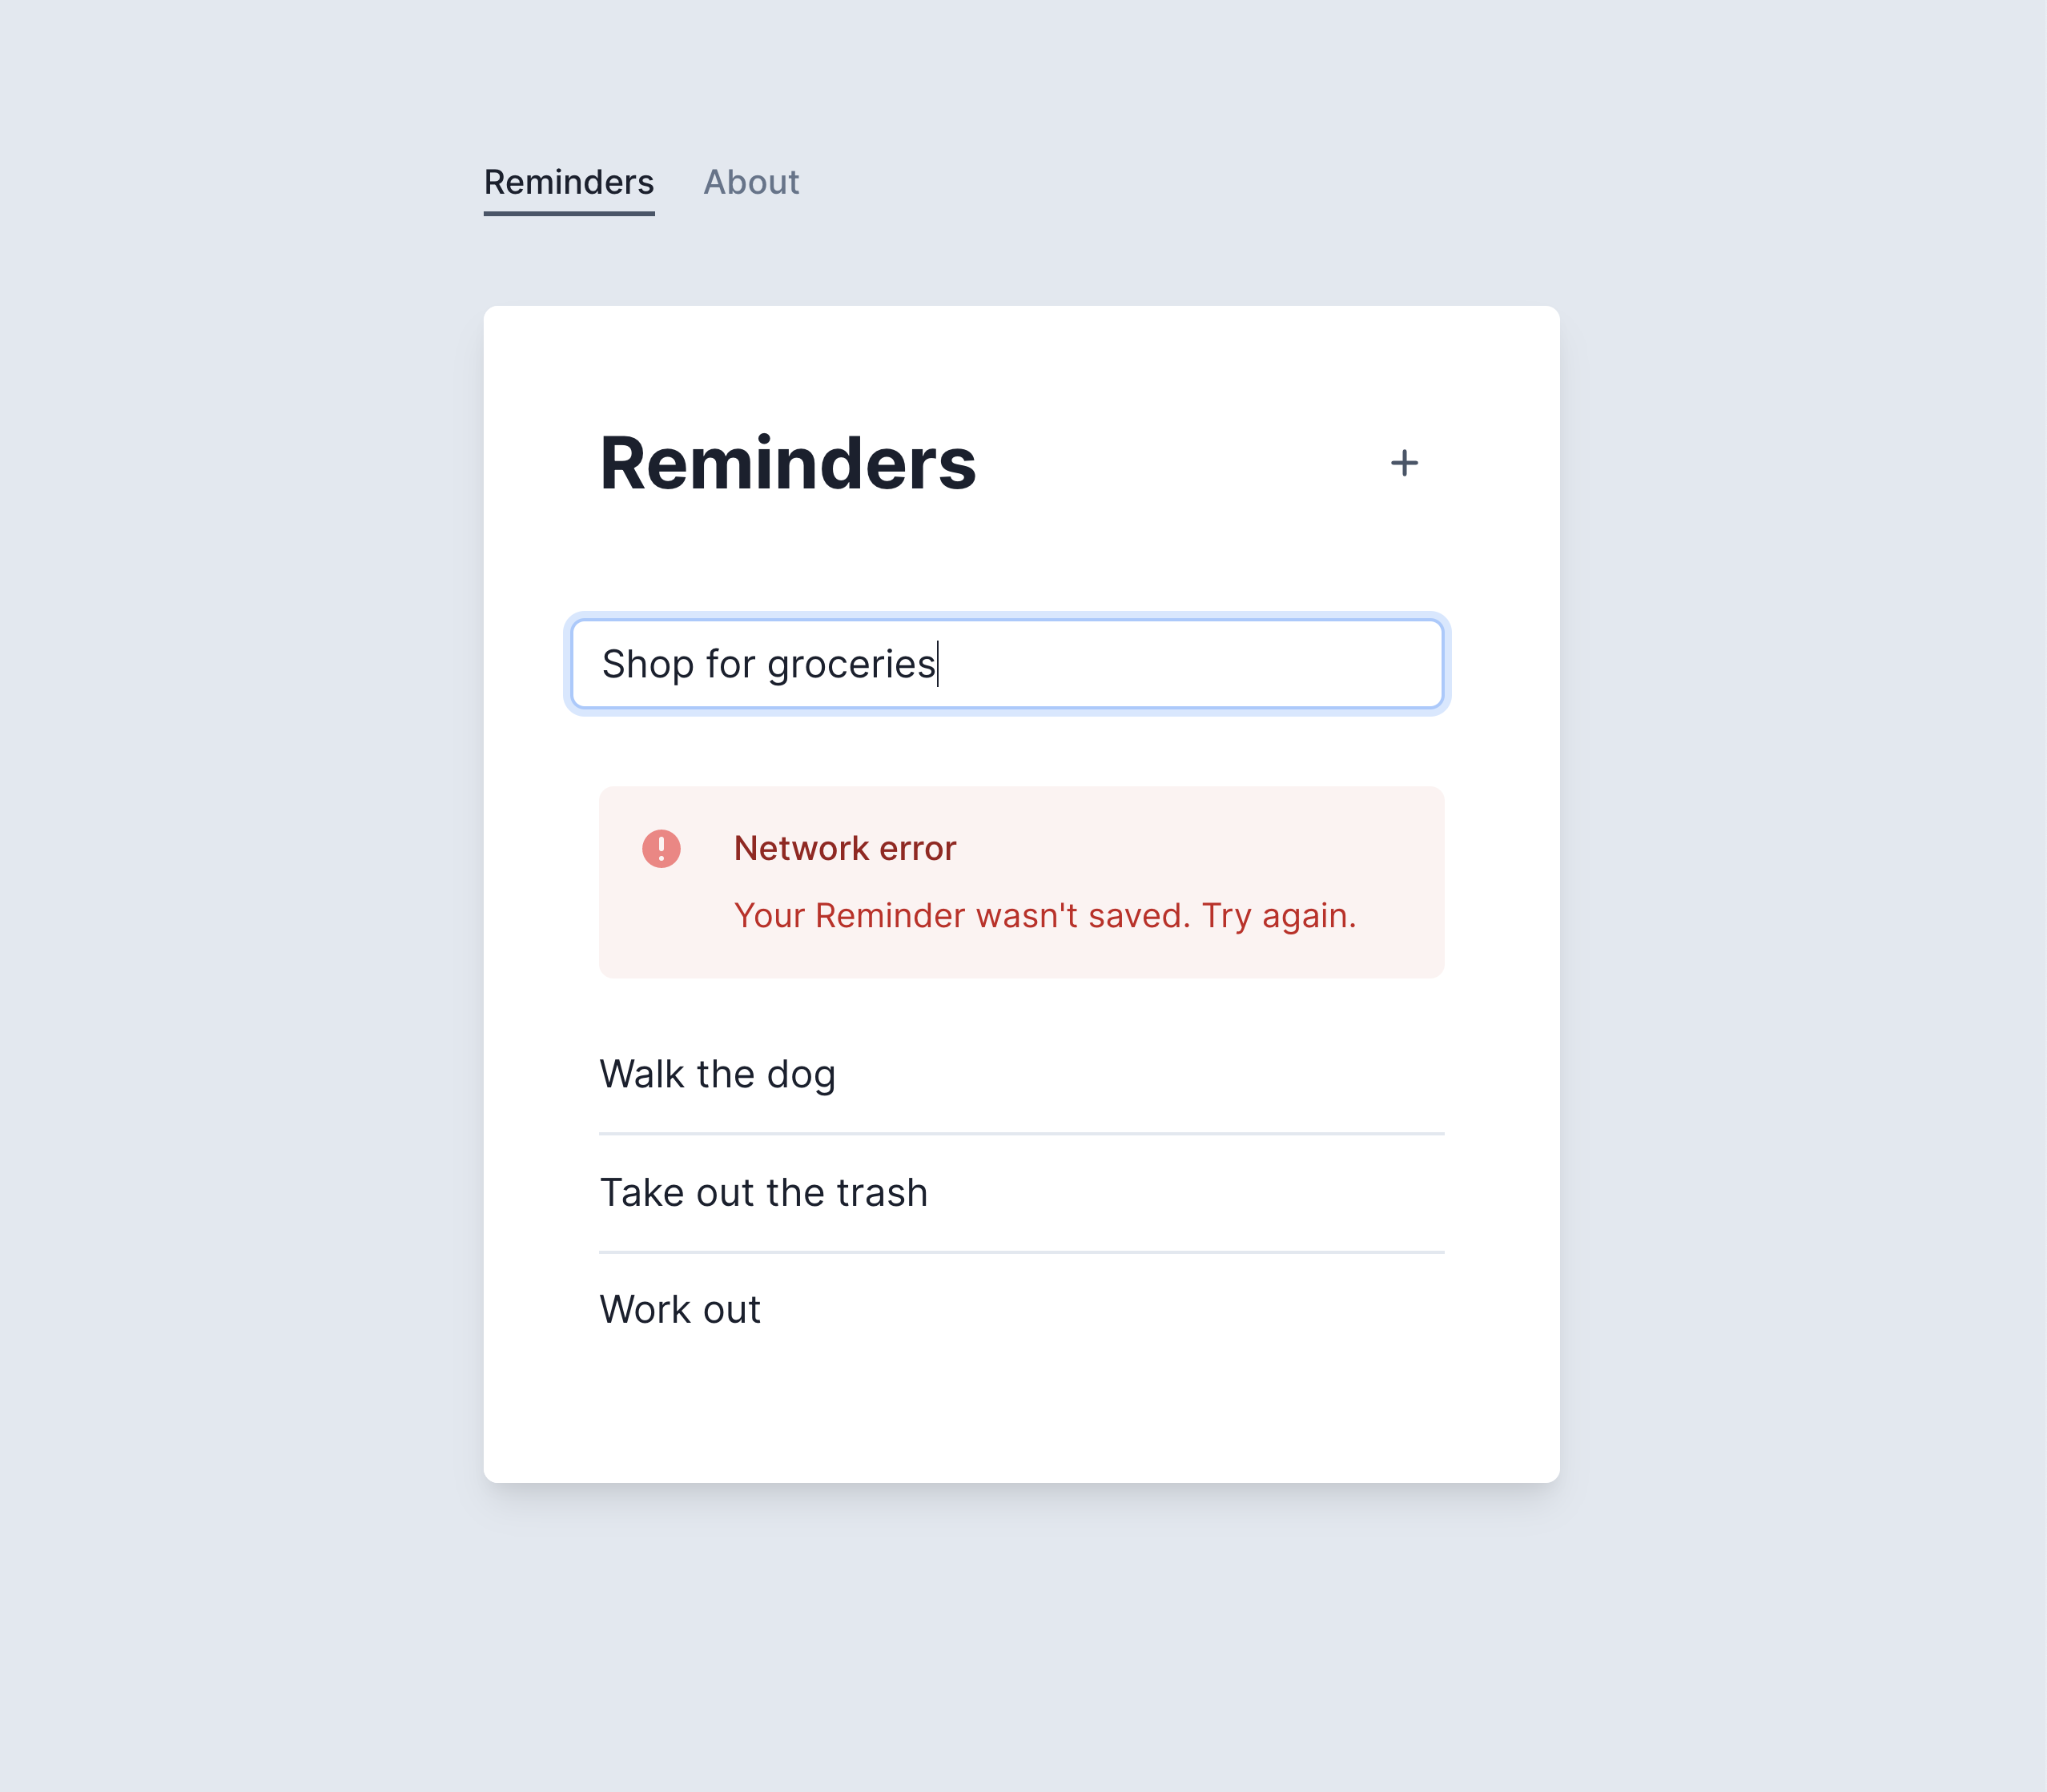 Reminders About
Reminders
Shop for groceries
Network error
Your Reminder wasn't saved. Try again.
Walk the dog
Take out the trash
Work out